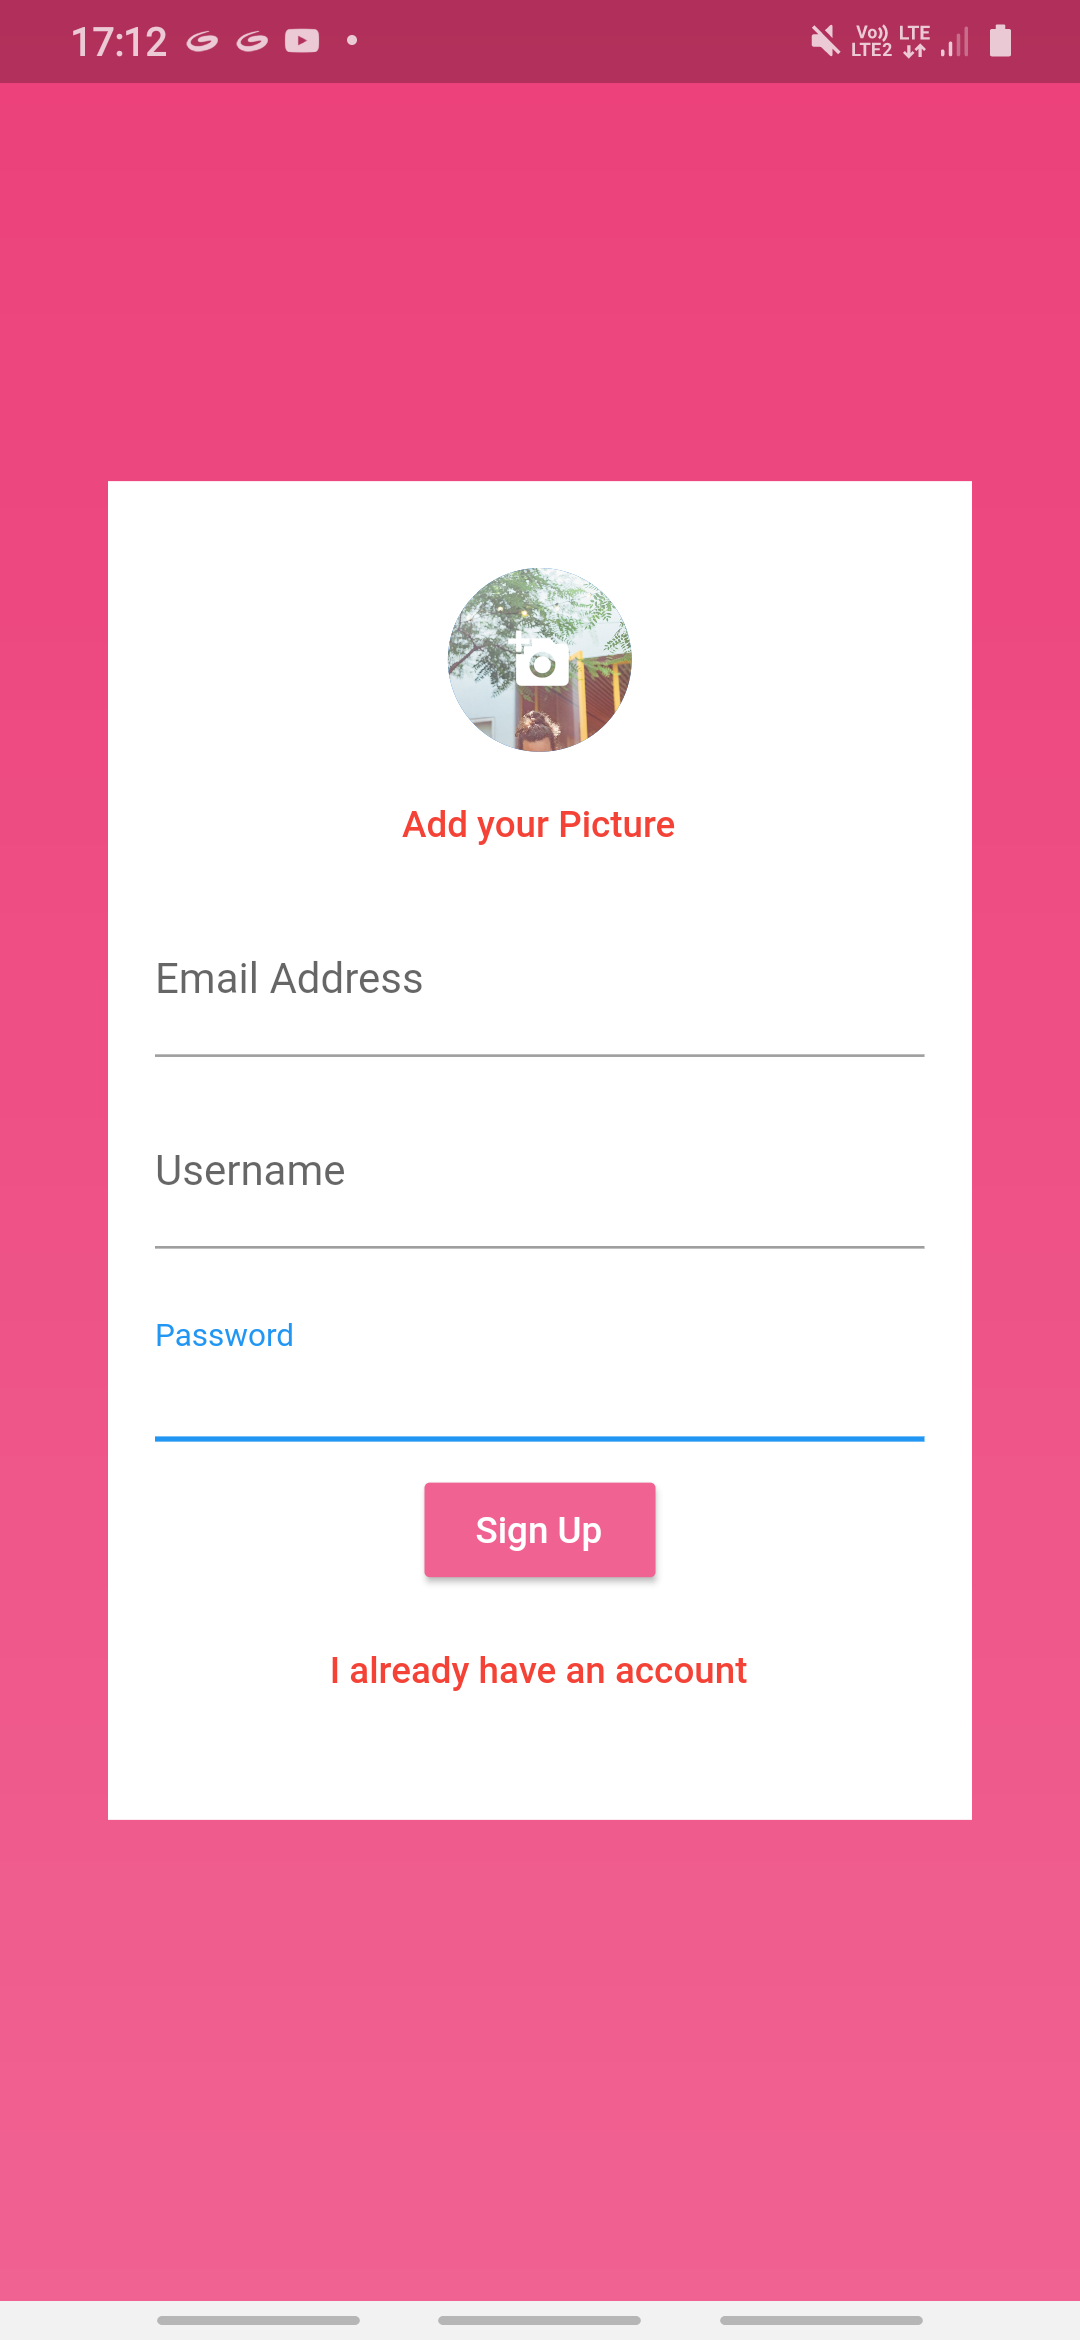 17:12 Vo)) LTE
LTE2
Add your Picture
Email Address
Username
Password
Sign Up
I already have an account